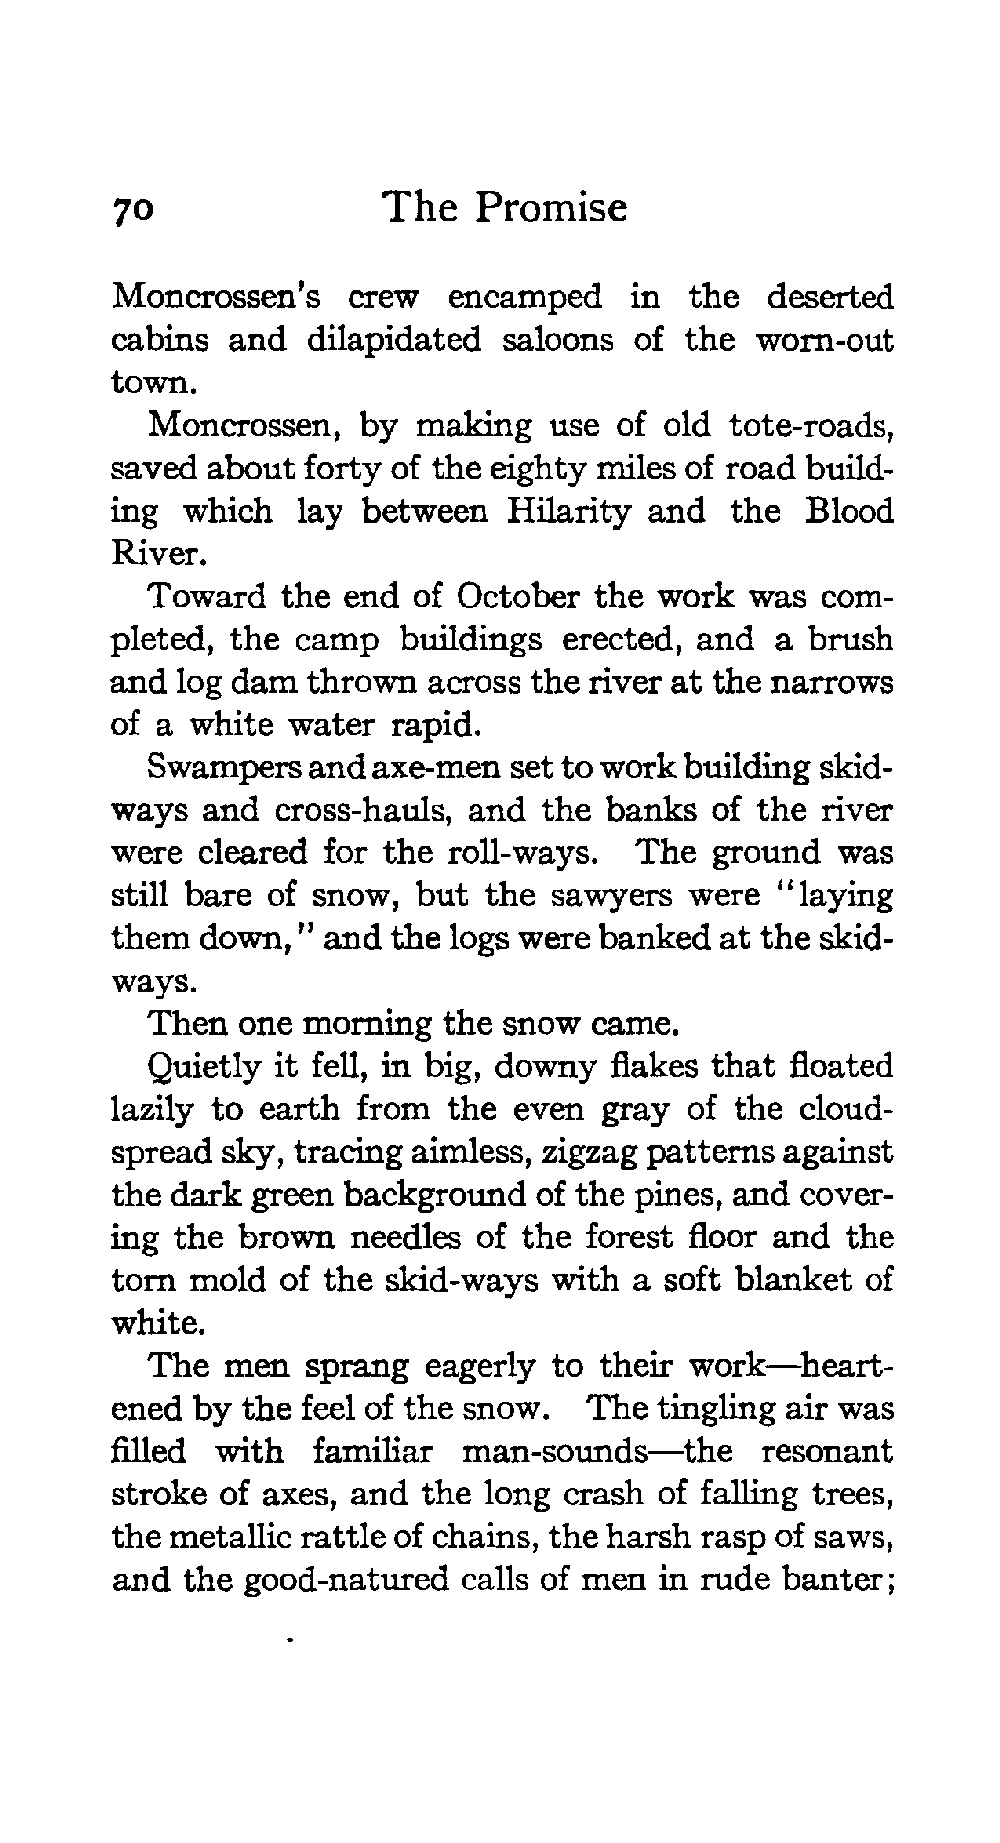 70 The Promise
Moncrossen's crew encamped in the deserted
cabins and dilapidated saloons of the worn-out
town.
Moncrossen, by making use of old tote-roads,
saved about forty of the eighty miles of road build-
ing which lay between Hilarity and the Blood
River.
Toward the end of October the work was com-
pleted, the camp buildings erected, and a brush
and log dam thrown across the river at the narrows
of a white water rapid.
Swampers and axe-men set to work building skid-
ways and cross-hauls, and the banks of the river
were cleared for the roll-ways. The ground was
still bare of snow, but the sawyers were "laying
them down," and the logs were banked at the skid-
ways.
Then one morning the snow came.
Quietly it fell, in big, downy flakes that floated
lazily to earth from the even gray of the cloud-
spread sky, tracing aimless, zigzag patterns against
the dark green background of the pines, and cover-
ing the brown needles of the forest floor and the
torn mold of the skid-ways with a soft blanket of
white.
The men sprang eagerly to their work—heart-
ened by the feel of the snow. The tingling air was
filled with familiar man-sounds—the resonant
stroke of axes, and the long crash of falling trees,
the metallic rattle of chains, the harsh rasp of saws,
and the good-natured calls of men in rude banter;